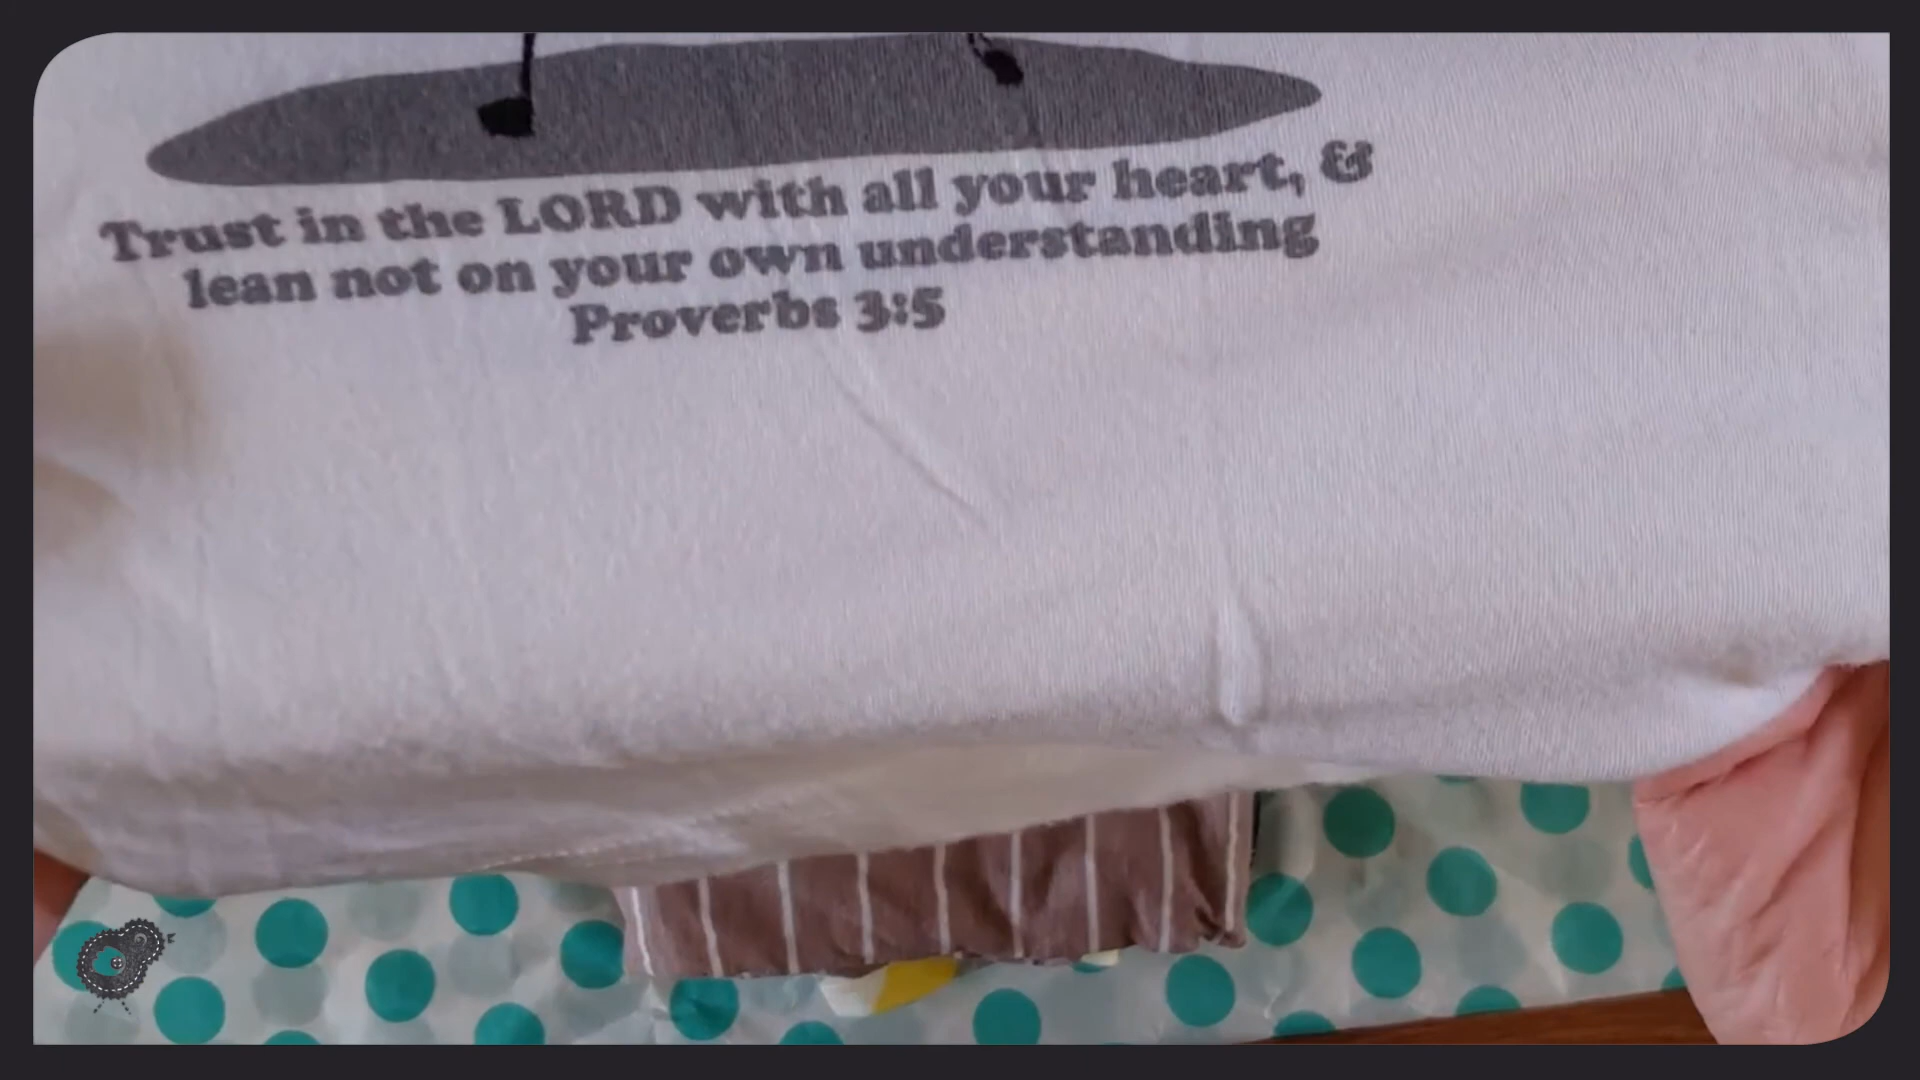 Trust in the LORD with all your heart, &
lean not on your own understanding
Proverbs 3:5